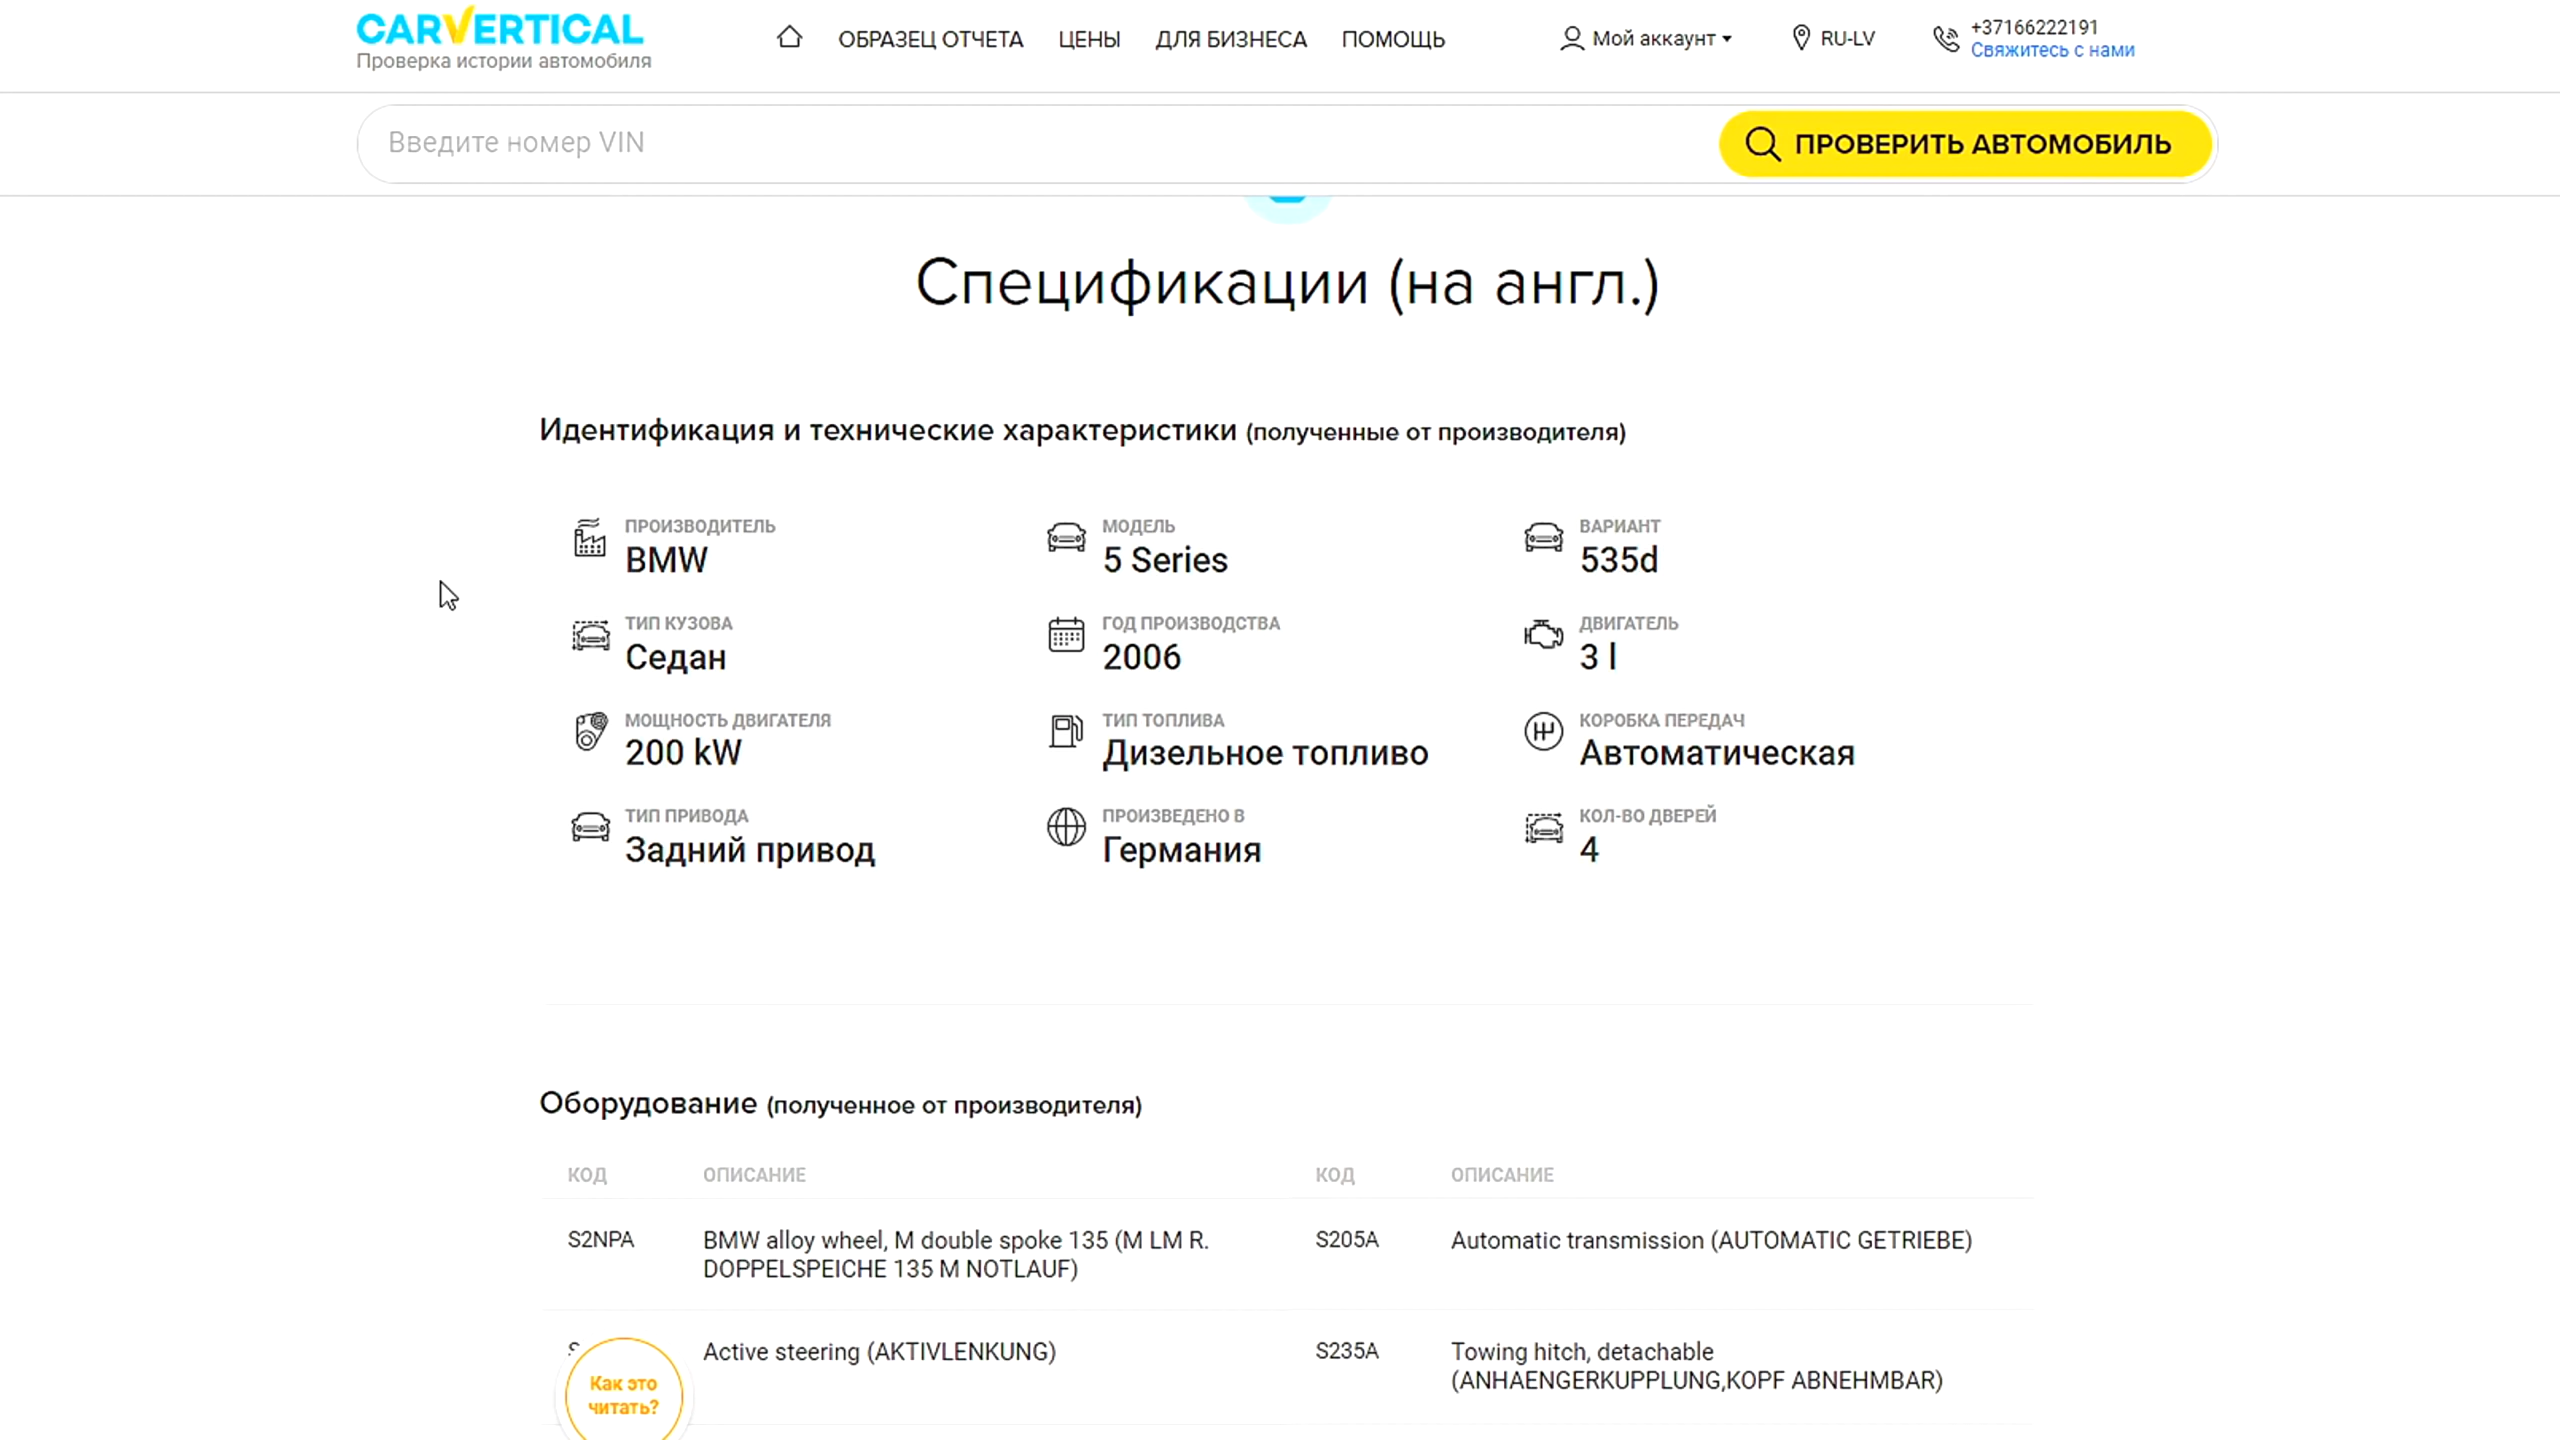 CARVERTICAL
Проверка истории автомобиля
ОБРАЗЕЦ ОТЧЕТА
ЦЕНЫ
ДЛЯ БИЗНЕСА
ПОМОЩЬ
Мой аккаунт
RU-LV
+37166222191
Свяжитесь с нами
Введите номер VIN
ПРОВЕРИТЬ АВТОМОБИЛЬ
Спецификации (на англ.)
Идентификация и технические характеристики (полученные от производителя)
ПРОИЗВОДИТЕЛЬ
BMW
МОДЕЛЬ
5 Series
ВАРИАНТ
535d
ТИП КУЗОВА
Седан
ГОД ПРОИЗВОДСТВА
2006
ДВИГАТЕЛЬ
3 l
МОЩНОСТЬ ДВИГАТЕЛЯ
200 kW
ТИП ТОПЛИВА
Дизельное топливо
КОРОБКА ПЕРЕДАЧ
Автоматическая
ТИП ПРИВОДА
Задний привод
ПРОИЗВЕДЕНО В
Германия
КОЛ-ВО ДВЕРЕЙ
4
Оборудование (полученное от производителя)
КОД ОПИСАНИЕ КОД ОПИСАНИЕ
S2NPA
BMW alloy wheel, M double spoke 135 (M LM R.
DOPPELSPEICHE 135 M NOTLAUF)
S205A
Automatic transmission (AUTOMATIC GETRIEBE)
Active steering (AKTIVLENKUNG)
S235A
Towing hitch, detachable
(ANHAENGERKUPPLUNG,KOPF ABNEHMBAR)
Как это
читать?